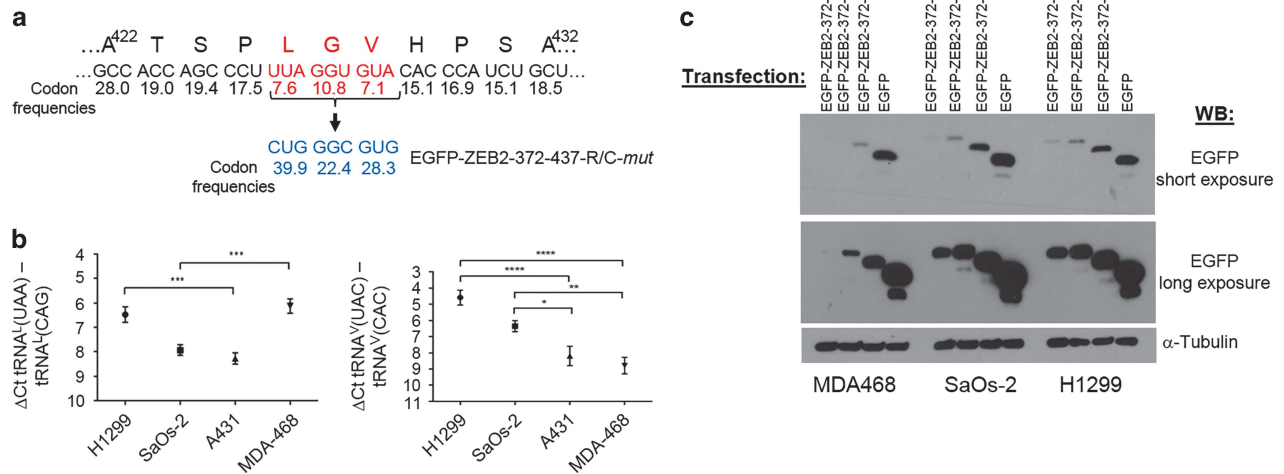 a
...A422 T S P L G V H P S A432
...GCC ACC AGC CCU UUA GGU GUA CAC CCA UCU GCU...
Codon frequencies 28.0 19.0 19.4 17.5 7.6 10.8 7.1 15.1 16.9 15.1 18.5
CUG GGC GUG
Codon frequencies 39.9 22.4 28.3
EGFP-ZEB2-372-437-R/C-mut
b
ΔCt tRNAL(UAA) –
tRNAL(CAG)
4
5
6
7
8
9
10
***
***
H1299
SaOs-2
A431
MDA-468
ΔCt tRNAV(UAC) –
tRNAV(CAC)
3
4
5
6
7
8
9
10
11
****
****
**
*
H1299
SaOs-2
A431
MDA-468
c
Transfection:
EGFP-ZEB2-372-
EGFP-ZEB2-372-
EGFP-ZEB2-372-
EGFP
EGFP-ZEB2-372-
EGFP-ZEB2-372-
EGFP-ZEB2-372-
EGFP
EGFP-ZEB2-372-
EGFP-ZEB2-372-
EGFP-ZEB2-372-
EGFP
WB:
EGFP
short exposure
EGFP
long exposure
α-Tubulin
MDA468
SaOs-2
H1299